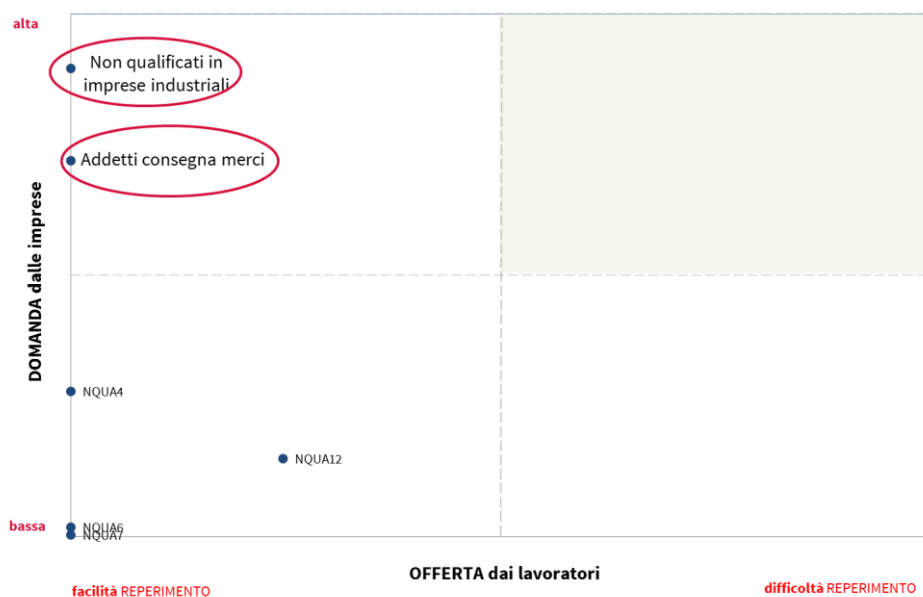 alta
Non qualificati in
imprese industriali
Addetti consegna merci
DOMANDA dalle imprese
NQUA4
NQUA12
bassa
NQUA6
NQUA7
OFFERTA dai lavoratori
facilità REPERIMENTO
difficoltà REPERIMENTO